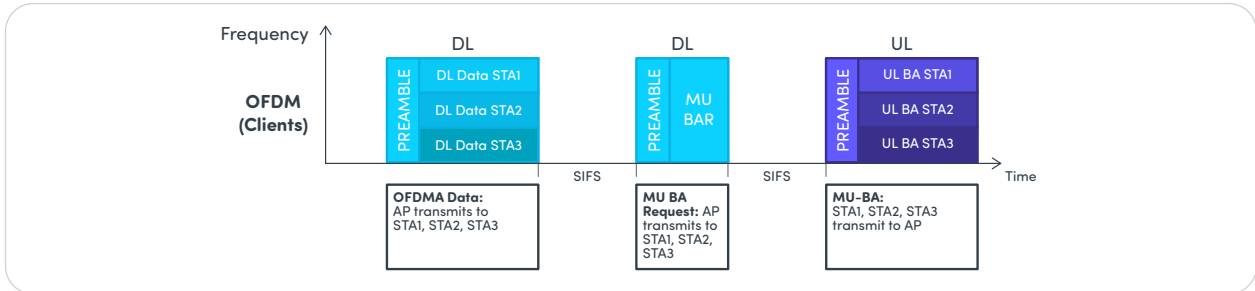 Frequency
DL
DL
UL
OFDM
(Clients)
PREAMBLE
DL Data STA1
DL Data STA2
DL Data STA3
PREAMBLE
MU
BAR
PREAMBLE
UL BA STA1
UL BA STA2
UL BA STA3
SIFS
SIFS
Time
OFDMA Data:
AP transmits to
STA1, STA2, STA3
MU BA
Request: AP
transmits to
STA1, STA2,
STA3
MU-BA:
STA1, STA2, STA3
transmit to AP